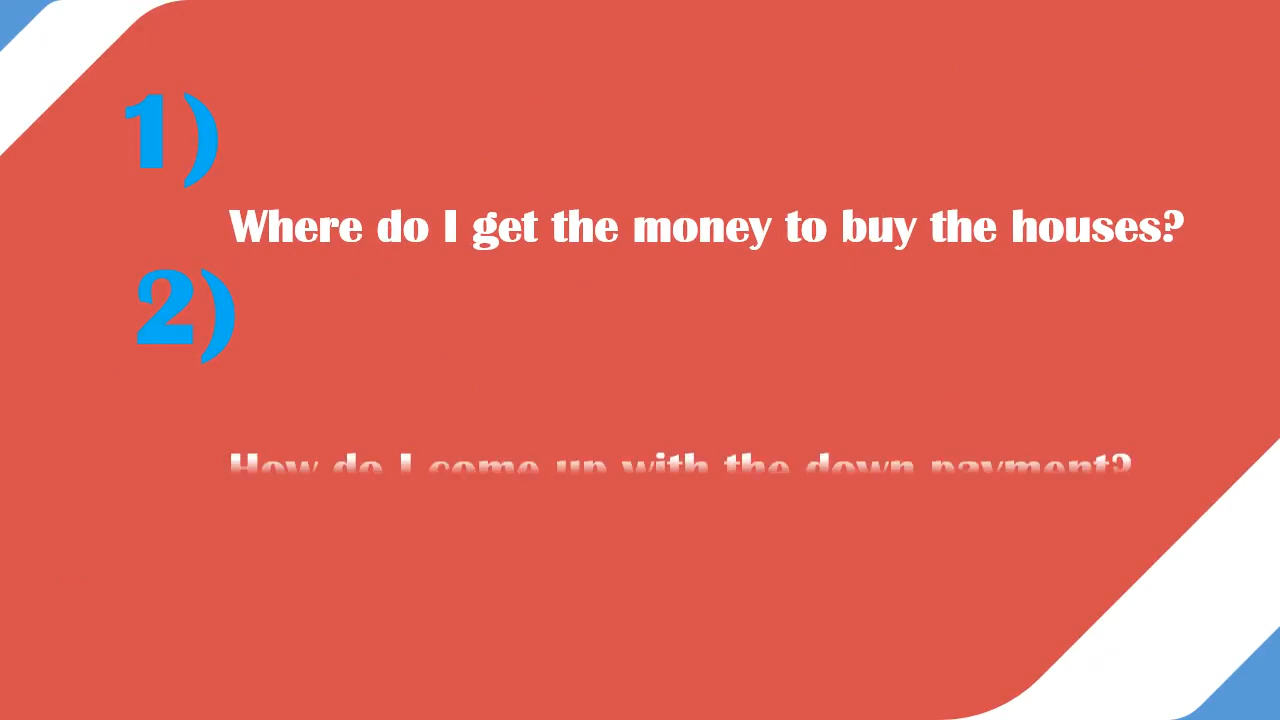 1)
Where do I get the money to buy the houses?
2)
How do I come up with the down payment?